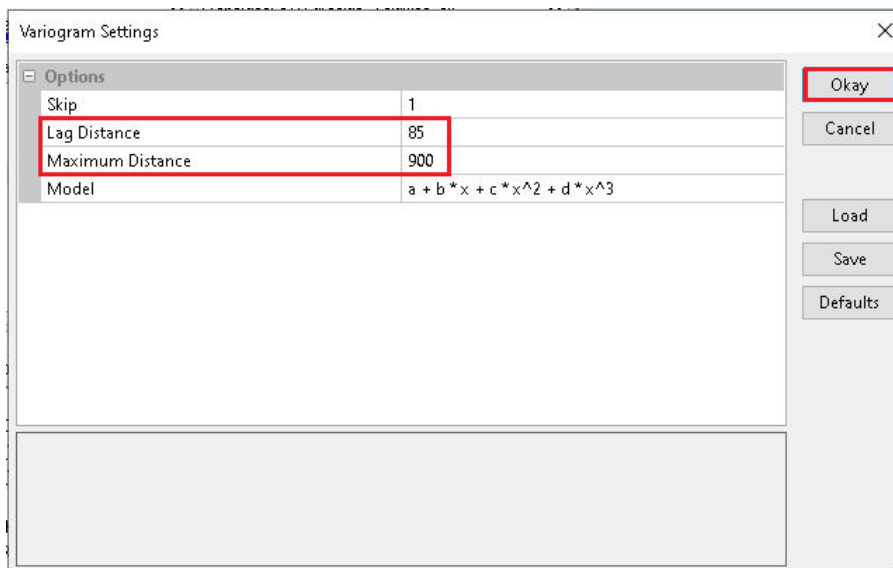 Variogram Settings
Options
Skip 1
Lag Distance 85
Maximum Distance 900
Model a + b * x + c * x^2 + d * x^3
Okay
Cancel
Load
Save
Defaults